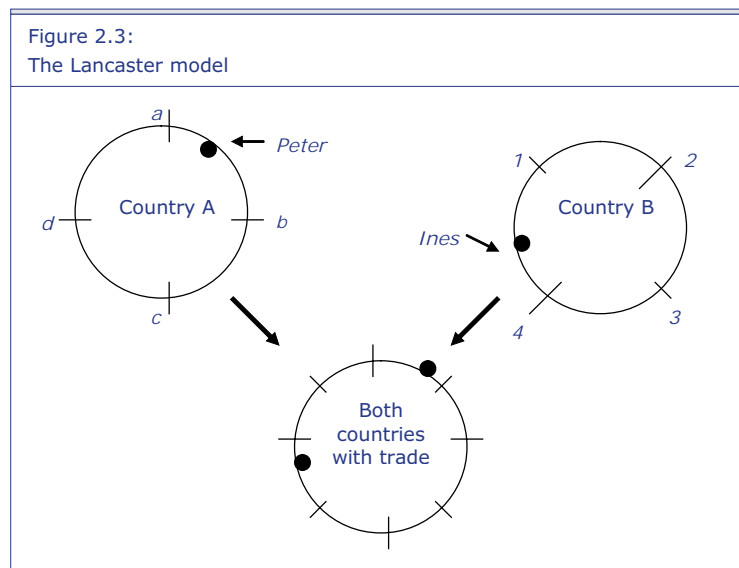 Figure 2.3:
The Lancaster model
a
Peter
d
Country A
b
c
1
2
Country B
Ines
4
3
Both
countries
with trade